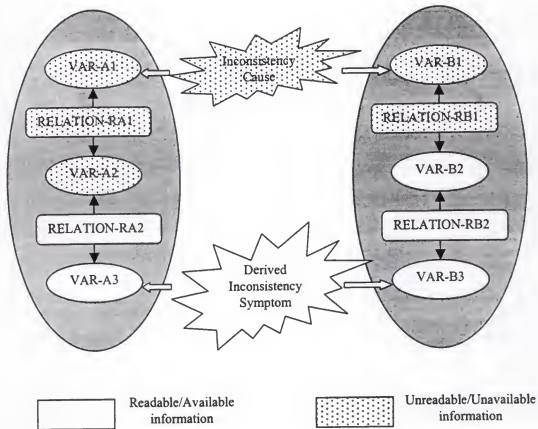 VAR-A1
Inconsistency
Cause
VAR-B1
RELATION-RA1
RELATION-RB1
VAR-A2
VAR-B2
RELATION-RA2
RELATION-RB2
VAR-A3
Derived
Inconsistency
Symptom
VAR-B3
Readable/Available
information
Unreadable/Unavailable
information